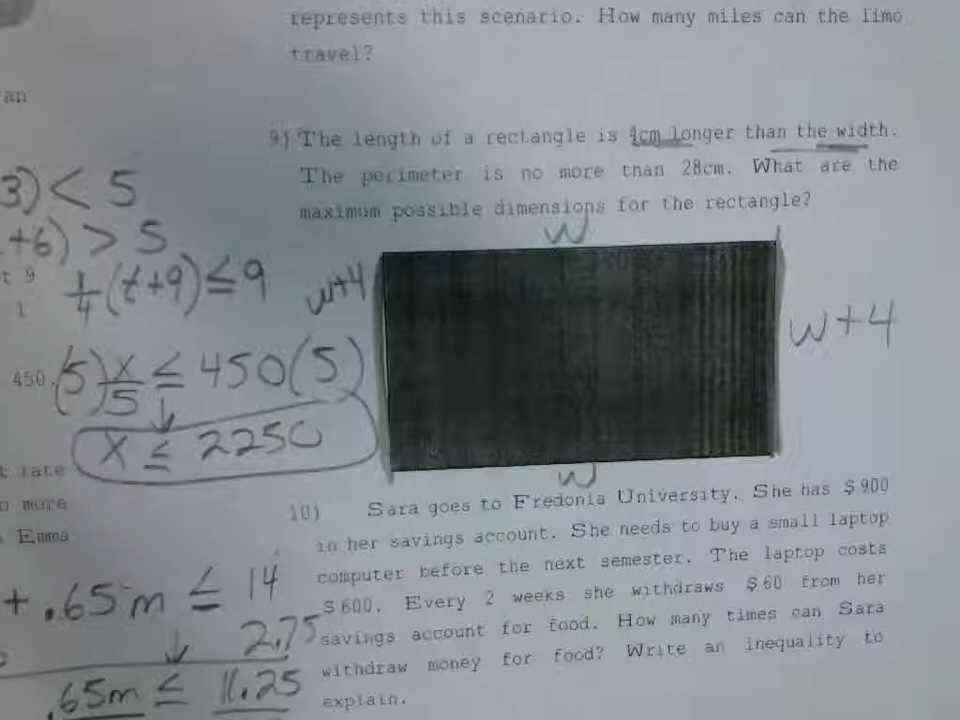 represents this scenario. How many miles can the limo
travel?
an
9) The length of a rectangle is 4cm longer than the width.
The perimeter is no more than 28cm. What are the
maximum possible dimensions for the rectangle?
3) < 5
+6) > 5
t 9
1
1/4 (t+9) ≤ 9
450.
(5) x/5 ≤ 450(5)
x ≤ 2250
w
w+4
w+4
w
rate
more
Emma
+ .65m ≤ 14
2.75
.65m ≤ 11.25
10) Sara goes to Fredonia University. She has $900
in her savings account. She needs to buy a small laptop
computer before the next semester. The laptop costs
$600. Every 2 weeks she withdraws $60 from her
savings account for food. How many times can Sara
withdraw money for food? Write an inequality to
explain.